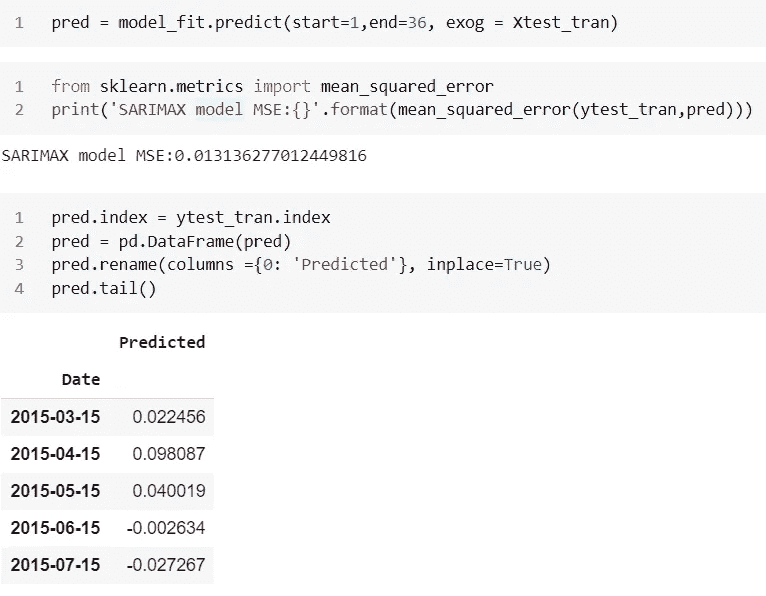 1 pred = model_fit.predict(start=1,end=36, exog = Xtest_tran)
1 from sklearn.metrics import mean_squared_error
2 print('SARIMAX model MSE:{}'.format(mean_squared_error(ytest_tran,pred)))
SARIMAX model MSE:0.013136277012449816
1 pred.index = ytest_tran.index
2 pred = pd.DataFrame(pred)
3 pred.rename(columns ={0: 'Predicted'}, inplace=True)
4 pred.tail()
Predicted
Date
2015-03-15 0.022456
2015-04-15 0.098087
2015-05-15 0.040019
2015-06-15 -0.002634
2015-07-15 -0.027267